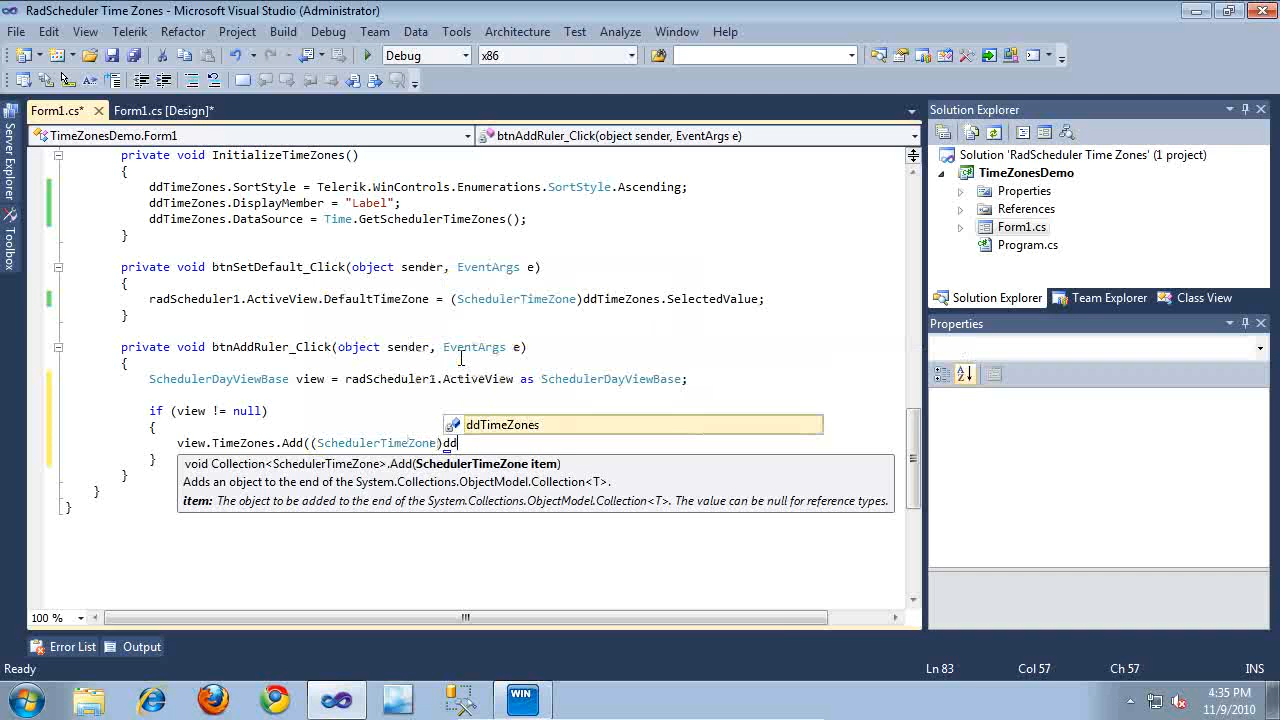 RadScheduler Time Zones - Microsoft Visual Studio (Administrator)
File Edit View Telerik Refactor Project Build Debug Team Data Tools Architecture Test Analyze Window Help
Debug x86
Form1.cs* Form1.cs [Design]*
TimeZonesDemo.Form1 btnAddRuler_Click(object sender, EventArgs e)
Server Explorer
Toolbox
private void InitializeTimeZones()
{
ddTimeZones.SortStyle = Telerik.WinControls.Enumerations.SortStyle.Ascending;
ddTimeZones.DisplayMember = "Label";
ddTimeZones.DataSource = Time.GetSchedulerTimeZones();
}
private void btnSetDefault_Click(object sender, EventArgs e)
{
radScheduler1.ActiveView.DefaultTimeZone = (SchedulerTimeZone)ddTimeZones.SelectedValue;
}
private void btnAddRuler_Click(object sender, EventArgs e)
{
SchedulerDayViewBase view = radScheduler1.ActiveView as SchedulerDayViewBase;
if (view != null)
{
ddTimeZones
view.TimeZones.Add((SchedulerTimeZone)dd
}
void Collection<SchedulerTimeZone>.Add(SchedulerTimeZone item)
Adds an object to the end of the System.Collections.ObjectModel.Collection<T>.
item: The object to be added to the end of the System.Collections.ObjectModel.Collection<T>. The value can be null for reference types.
}
}
}
100 %
Solution Explorer
Solution 'RadScheduler Time Zones' (1 project)
TimeZonesDemo
Properties
References
Form1.cs
Program.cs
Solution Explorer Team Explorer Class View
Properties
Error List Output
Ready Ln 83 Col 57 Ch 57 INS
WIN
4:35 PM
11/9/2010